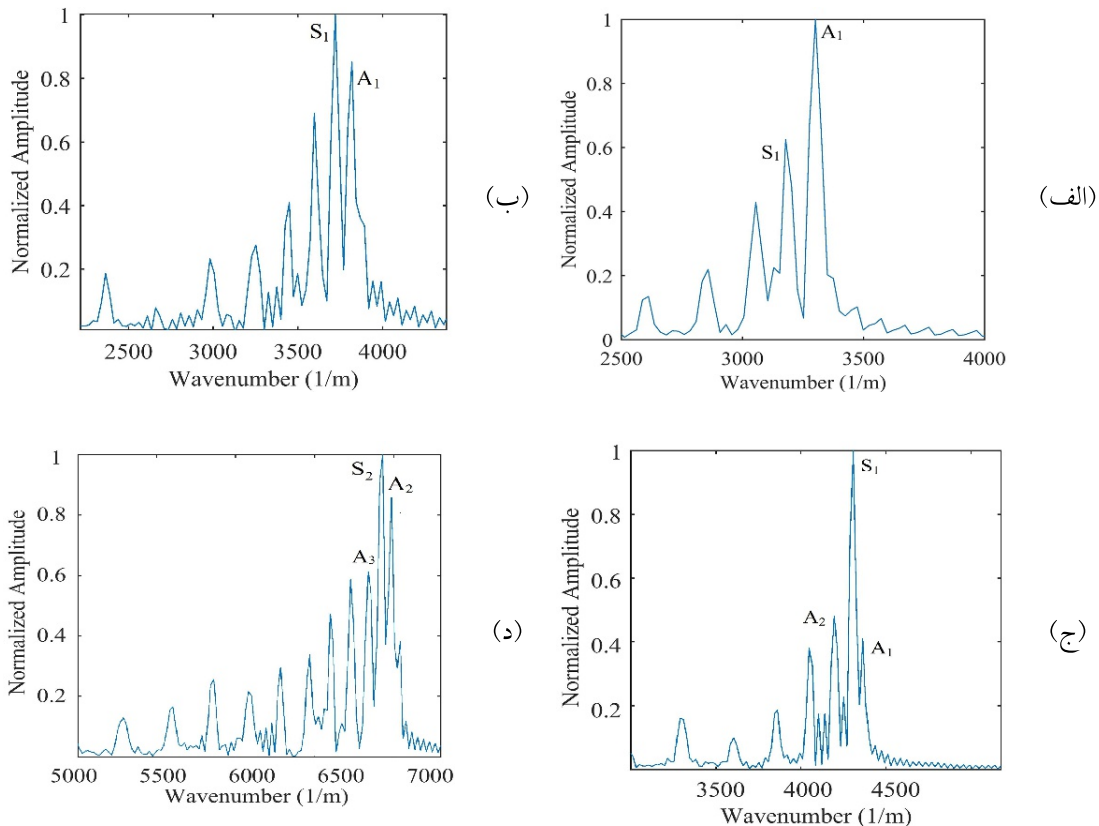 (الف)
Normalized Amplitude
1
0.8
0.6
0.4
0.2
0
A₁
S₁
2500 3000 3500 4000
Wavenumber (1/m)
(ب)
Normalized Amplitude
1
0.8
0.6
0.4
0.2
S₁
A₁
2500 3000 3500 4000
Wavenumber (1/m)
(ج)
Normalized Amplitude
1
0.8
0.6
0.4
0.2
S₁
A₂
A₁
3500 4000 4500
Wavenumber (1/m)
(د)
Normalized Amplitude
1
0.8
0.6
0.4
0.2
S₂
A₂
A₃
5000 5500 6000 6500 7000
Wavenumber (1/m)